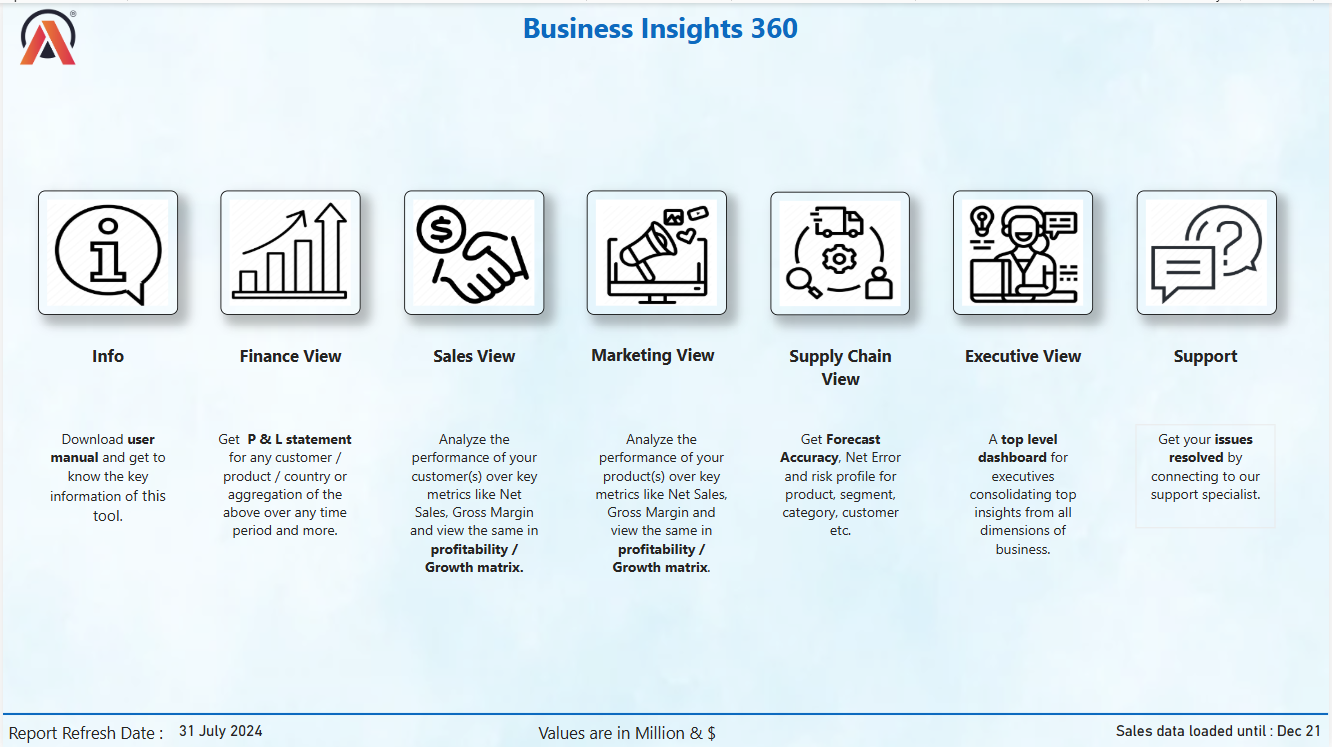 Business Insights 360
Info
Download user
manual and get to
know the key
information of this
tool.
Finance View
Get P & L statement
for any customer /
product / country or
aggregation of the
above over any time
period and more.
Sales View
Analyze the
performance of your
customer(s) over key
metrics like Net
Sales, Gross Margin
and view the same in
profitability /
Growth matrix.
Marketing View
Analyze the
performance of your
product(s) over key
metrics like Net Sales,
Gross Margin and
view the same in
profitability /
Growth matrix.
Supply Chain
View
Get Forecast
Accuracy, Net Error
and risk profile for
product, segment,
category, customer
etc.
Executive View
A top level
dashboard for
executives
consolidating top
insights from all
dimensions of
business.
Support
Get your issues
resolved by
connecting to our
support specialist.
Report Refresh Date : 31 July 2024
Values are in Million & $
Sales data loaded until : Dec 21